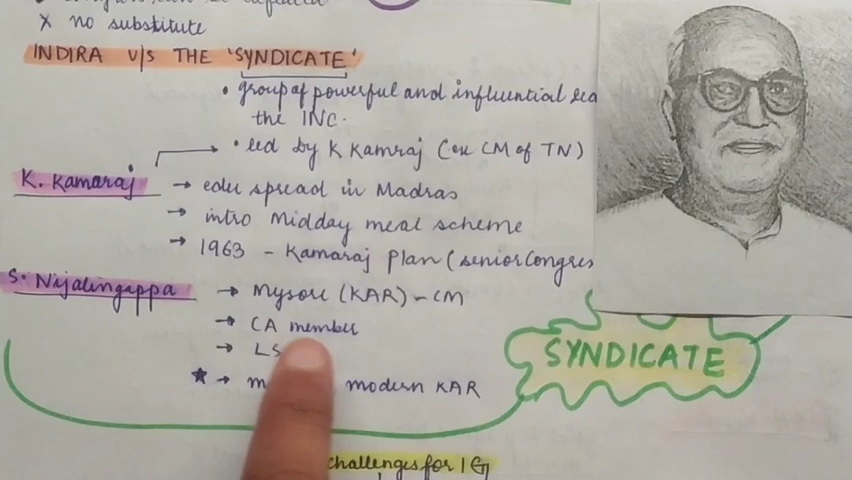 X no substitute
INDIRA V/S THE 'SYNDICATE'
• group of powerful and influential lea
the INC.
• led by K Kamraj (ex CM of TN)
K. Kamaraj → edu spread in Madras
→ intro Midday meal scheme
→ 1963 - Kamaraj Plan (senior Congres
S. Nijalingappa → Mysore (KAR) - CM
→ CA member
→ LS
★ → modern KAR
SYNDICATE
challenges for IG